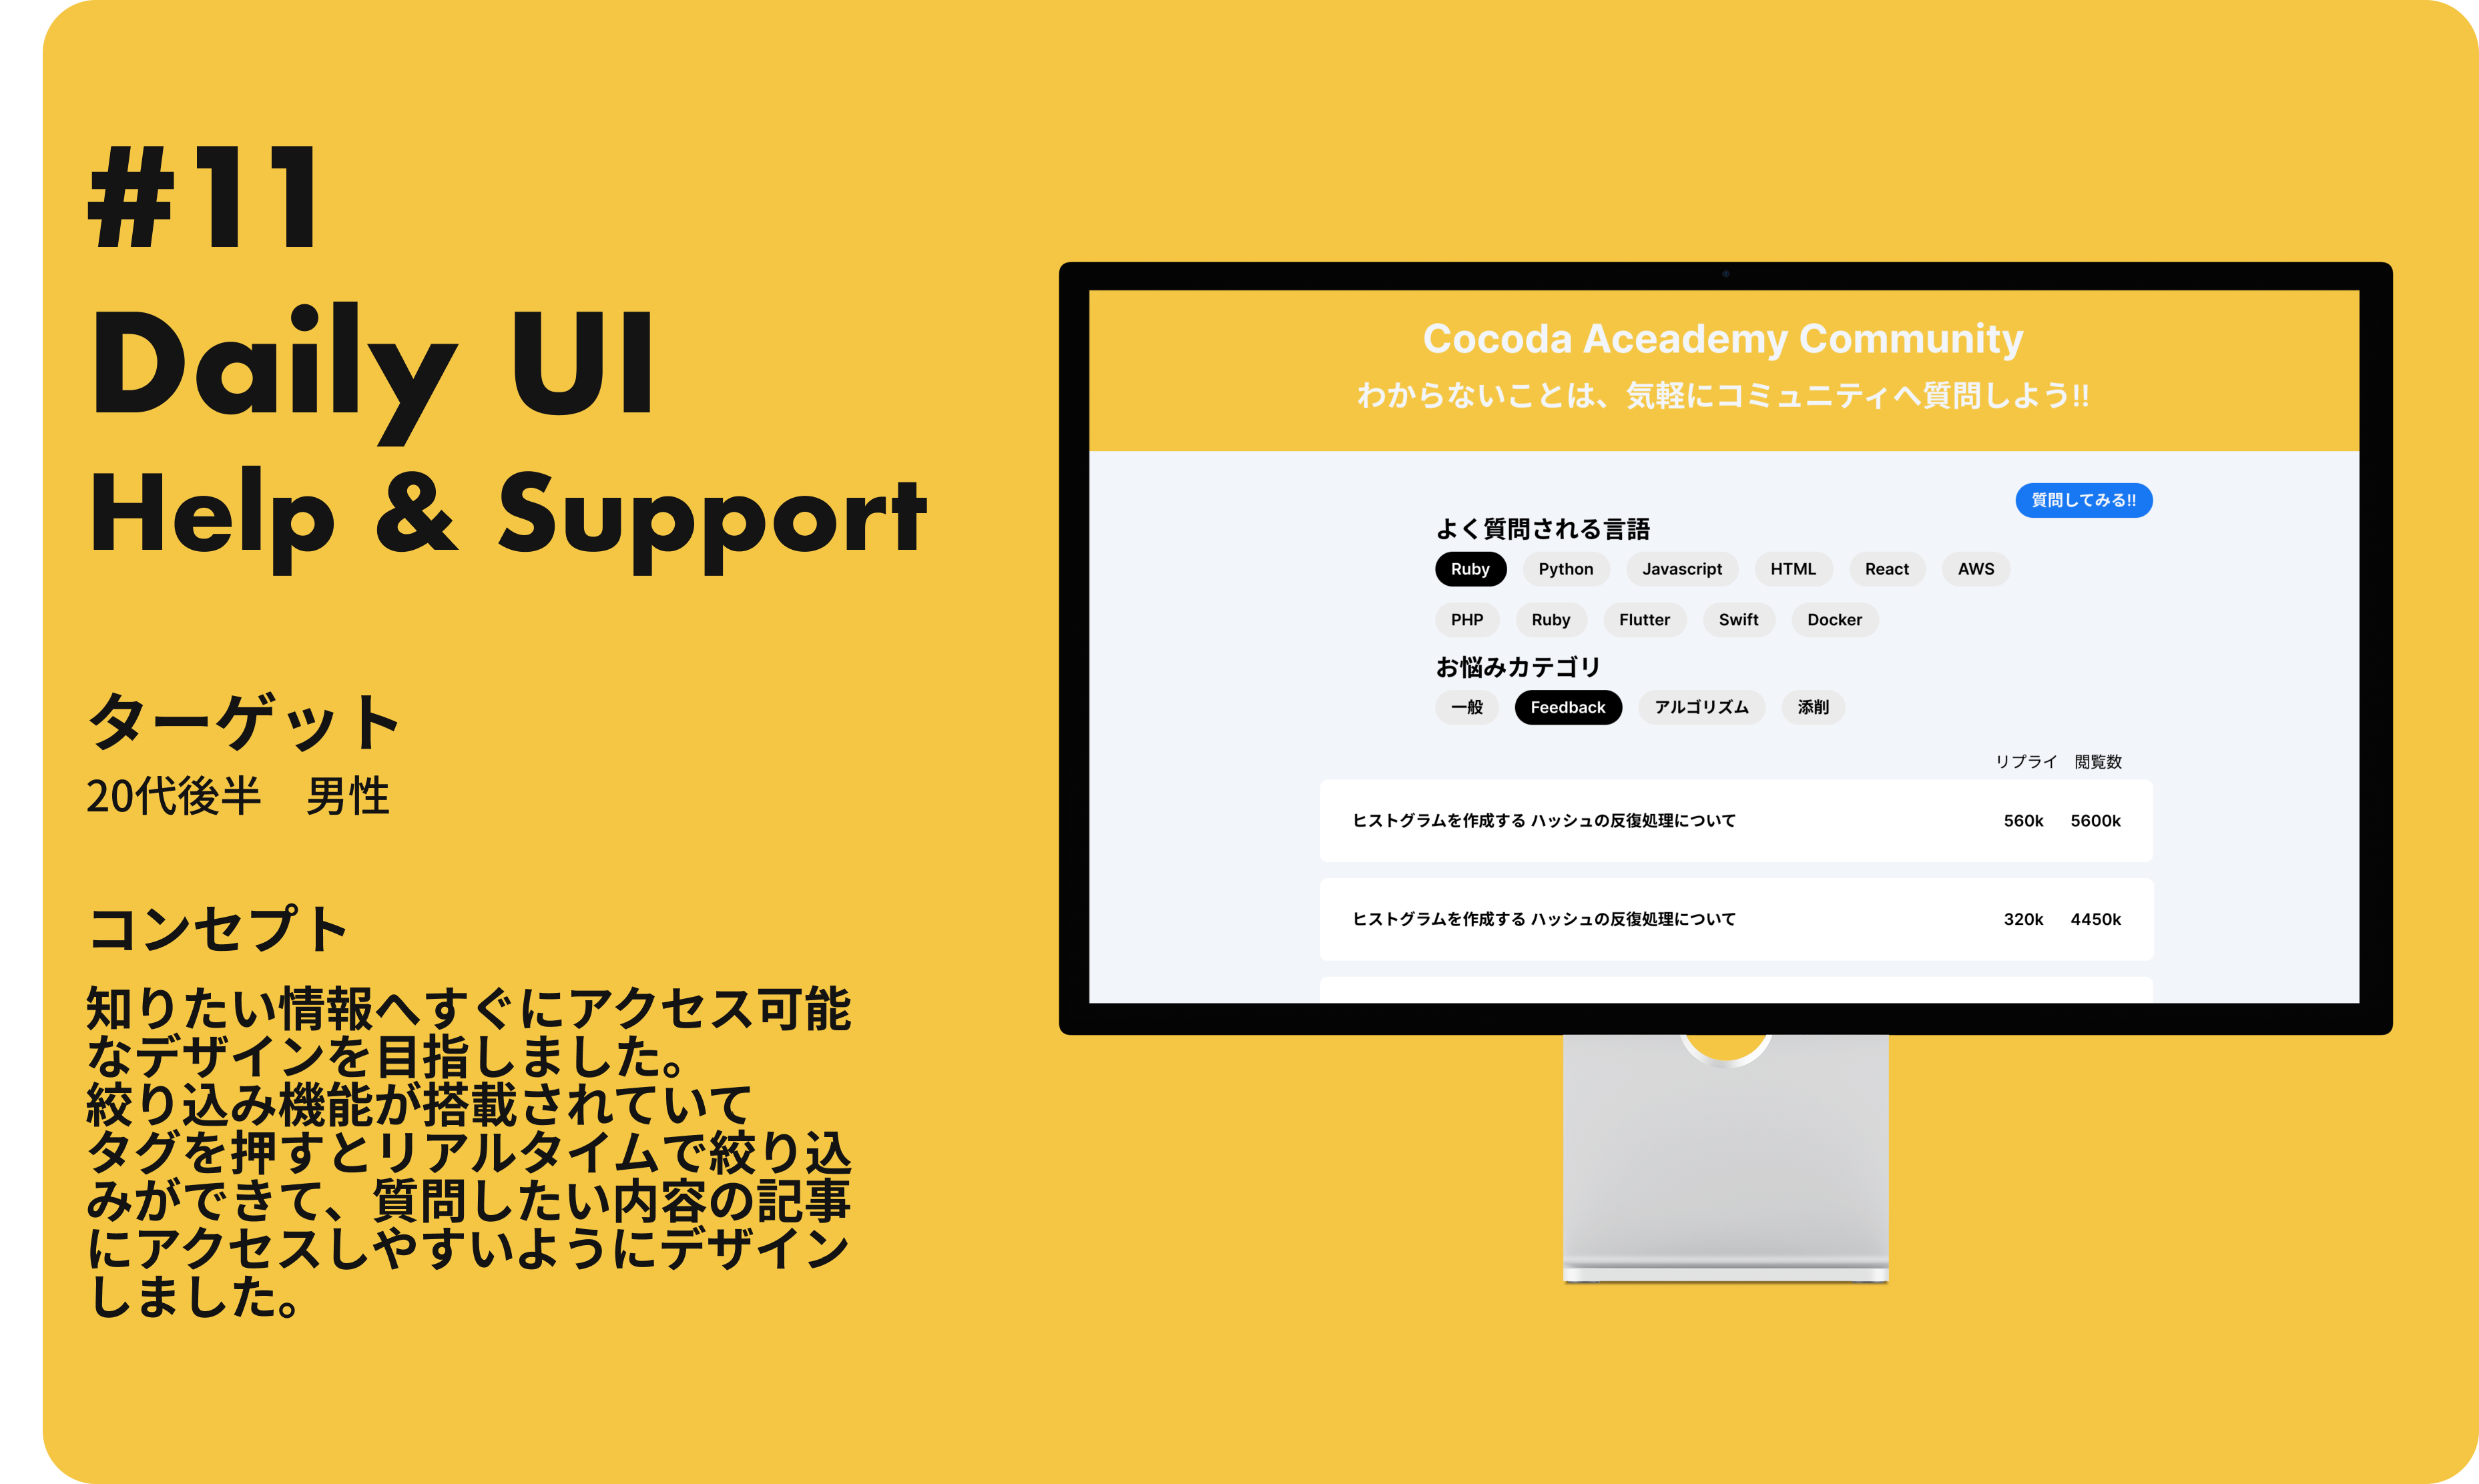 #11
Daily UI
Help & Support
ターゲット
20代後半　男性
コンセプト
知りたい情報へすぐにアクセス可能
なデザインを目指しました。
絞り込み機能が搭載されていて
タグを押すとリアルタイムで絞り込
みができて、質問したい内容の記事
にアクセスしやすいようにデザイン
しました。
Cocoda Aceademy Community
わからないことは、気軽にコミュニティへ質問しよう!!
質問してみる!!
よく質問される言語
Ruby Python Javascript HTML React AWS
PHP Ruby Flutter Swift Docker
お悩みカテゴリ
一般 Feedback アルゴリズム 添削
リプライ 閲覧数
ヒストグラムを作成する ハッシュの反復処理について 560k 5600k
ヒストグラムを作成する ハッシュの反復処理について 320k 4450k